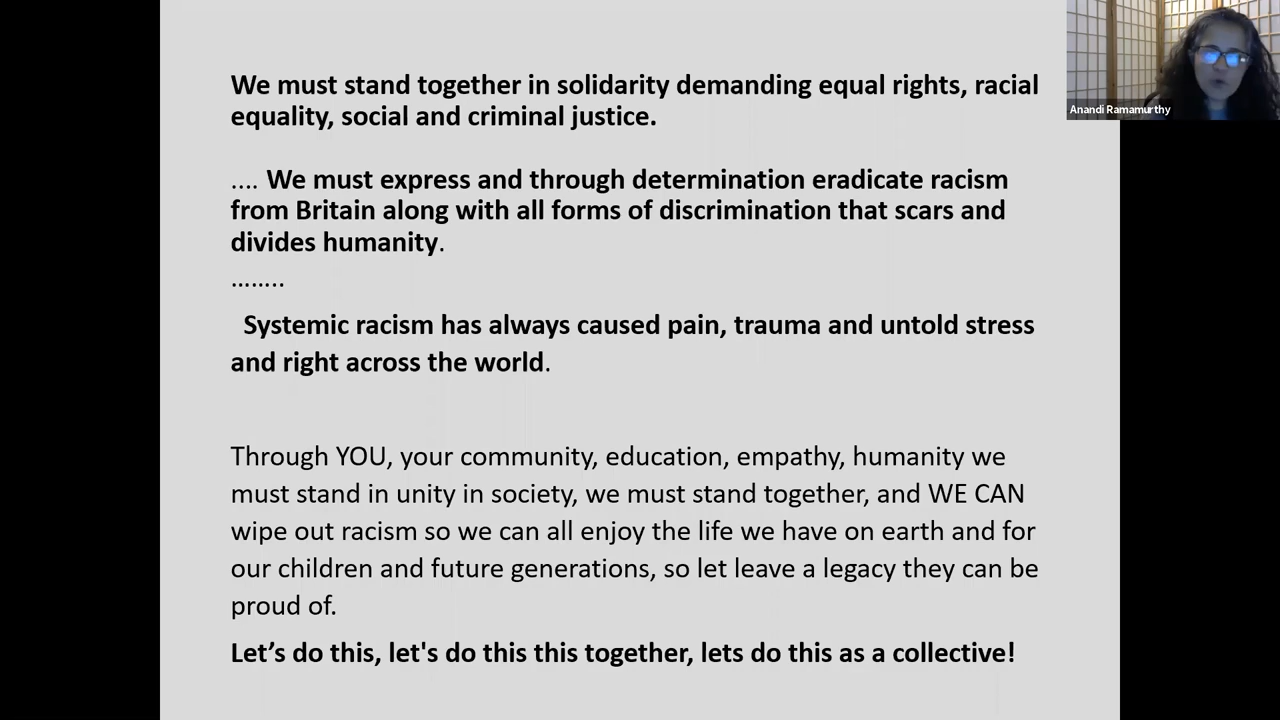 We must stand together in solidarity demanding equal rights, racial
equality, social and criminal justice.
.... We must express and through determination eradicate racism
from Britain along with all forms of discrimination that scars and
divides humanity.
........
Systemic racism has always caused pain, trauma and untold stress
and right across the world.
Through YOU, your community, education, empathy, humanity we
must stand in unity in society, we must stand together, and WE CAN
wipe out racism so we can all enjoy the life we have on earth and for
our children and future generations, so let leave a legacy they can be
proud of.
Let’s do this, let's do this this together, lets do this as a collective!
Anandi Ramamurthy